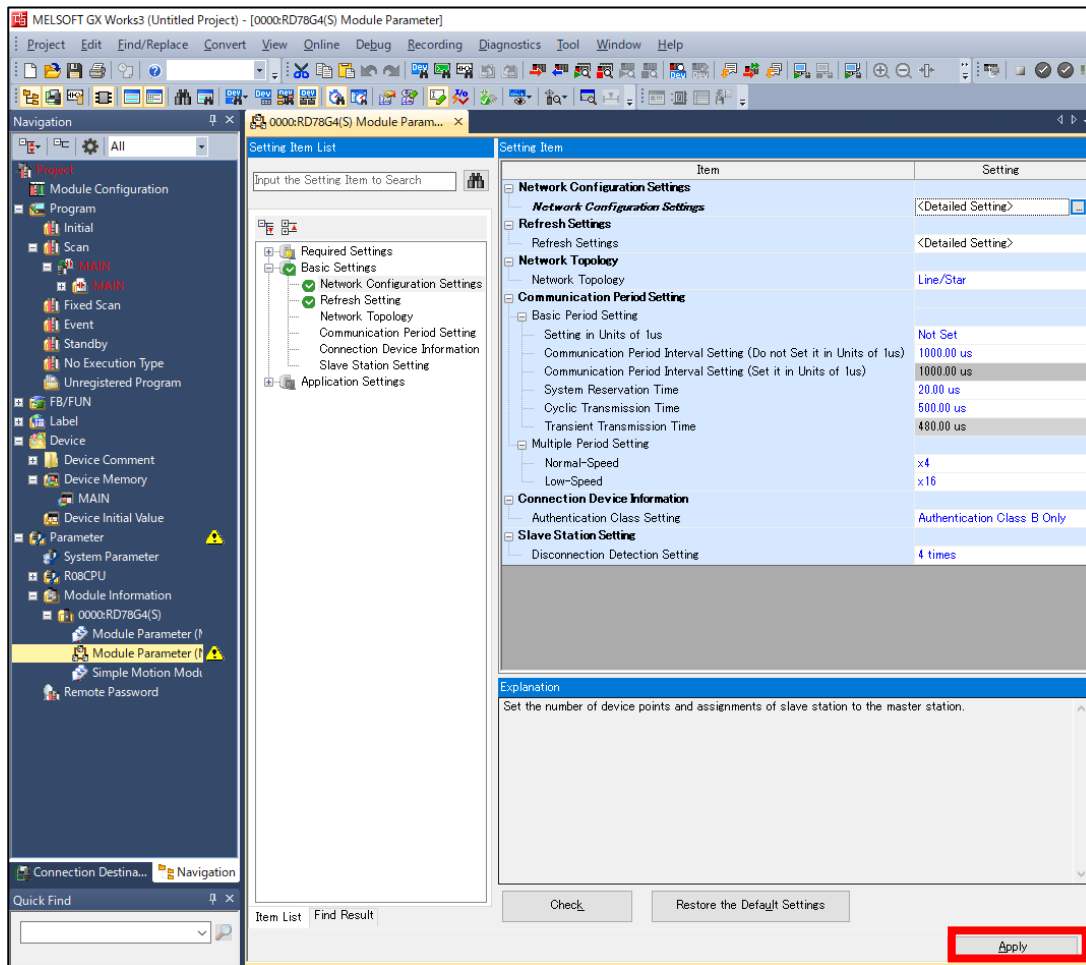 MELSOFT GX Works3 (Untitled Project) - [0000:RD78G4(S) Module Parameter]
Project Edit Find/Replace Convert View Online Debug Recording Diagnostics Tool Window Help
Navigation
All
Project
Module Configuration
Program
Initial
Scan
MAIN
MAIN
Fixed Scan
Event
Standby
No Execution Type
Unregistered Program
FB/FUN
Label
Device
Device Comment
Device Memory
MAIN
Device Initial Value
Parameter
System Parameter
R08CPU
Module Information
0000:RD78G4(S)
Module Parameter (
Module Parameter (
Simple Motion Modu
Remote Password
Connection Destina...
Navigation
Quick Find
0000:RD78G4(S) Module Param...
Setting Item List
Input the Setting Item to Search
Required Settings
Basic Settings
Network Configuration Settings
Refresh Setting
Network Topology
Communication Period Setting
Connection Device Information
Slave Station Setting
Application Settings
Item List
Find Result
Setting Item
Item Setting
Network Configuration Settings
Network Configuration Settings <Detailed Setting> ...
Refresh Settings
Refresh Settings <Detailed Setting>
Network Topology
Network Topology Line/Star
Communication Period Setting
Basic Period Setting
Setting in Units of 1us Not Set
Communication Period Interval Setting (Do not Set it in Units of 1us) 1000.00 us
Communication Period Interval Setting (Set it in Units of 1us) 1000.00 us
System Reservation Time 20.00 us
Cyclic Transmission Time 500.00 us
Transient Transmission Time 480.00 us
Multiple Period Setting
Normal-Speed x4
Low-Speed x16
Connection Device Information
Authentication Class Setting Authentication Class B Only
Slave Station Setting
Disconnection Detection Setting 4 times
Explanation
Set the number of device points and assignments of slave station to the master station.
Check
Restore the Default Settings
Apply